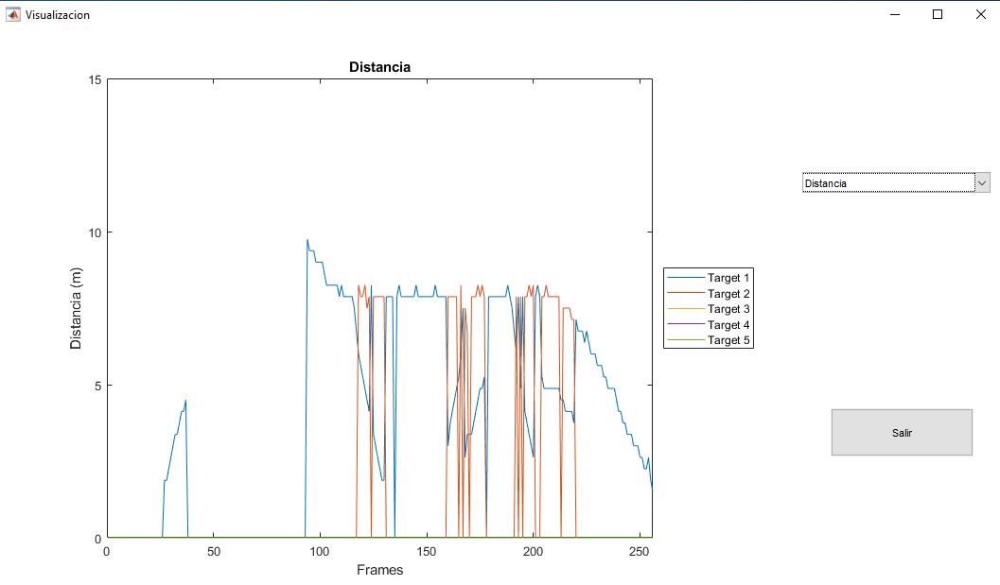 Visualizacion
Distancia
15
10
5
0
0 50 100 150 200 250
Distancia (m)
Frames
Target 1
Target 2
Target 3
Target 4
Target 5
Distancia
Salir